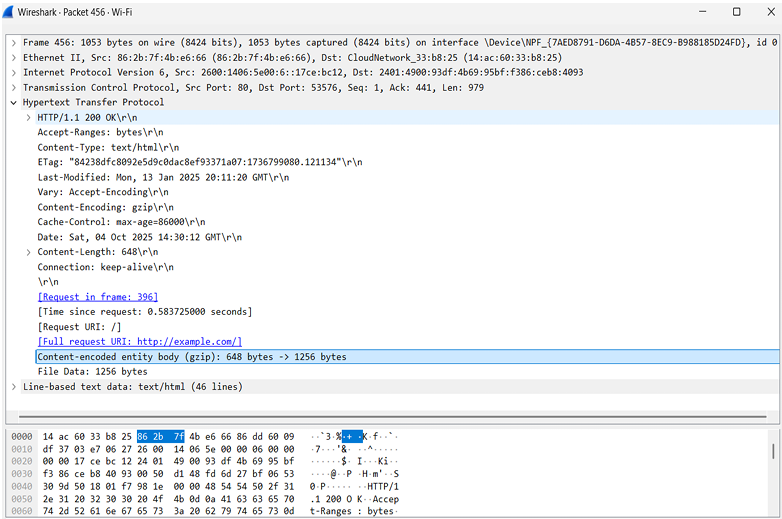 Wireshark · Packet 456 · Wi-Fi
Frame 456: 1053 bytes on wire (8424 bits), 1053 bytes captured (8424 bits) on interface \Device\NPF_{7AED8791-D6DA-4B57-8EC9-B988185D24FD}, id 0
Ethernet II, Src: 86:2b:7f:4b:e6:66 (86:2b:7f:4b:e6:66), Dst: CloudNetwork_33:b8:25 (14:ac:60:33:b8:25)
Internet Protocol Version 6, Src: 2600:1406:5e00:6::17ce:bc12, Dst: 2401:4900:93df:4b69:95bf:f386:ceb8:4093
Transmission Control Protocol, Src Port: 80, Dst Port: 53576, Seq: 1, Ack: 441, Len: 979
Hypertext Transfer Protocol
HTTP/1.1 200 OK\r\n
Accept-Ranges: bytes\r\n
Content-Type: text/html\r\n
ETag: "84238dfc8092e5d9c0dac8ef93371a07:1736799080.121134"\r\n
Last-Modified: Mon, 13 Jan 2025 20:11:20 GMT\r\n
Vary: Accept-Encoding\r\n
Content-Encoding: gzip\r\n
Cache-Control: max-age=86000\r\n
Date: Sat, 04 Oct 2025 14:30:12 GMT\r\n
Content-Length: 648\r\n
Connection: keep-alive\r\n
\r\n
[Request in frame: 396]
[Time since request: 0.583725000 seconds]
[Request URI: /]
[Full request URI: http://example.com/]
Content-encoded entity body (gzip): 648 bytes -> 1256 bytes
File Data: 1256 bytes
Line-based text data: text/html (46 lines)
0000 14 ac 60 33 b8 25 86 2b 7f 4b e6 66 86 dd 60 09 ··`3·%·+·K·f··`·
0010 df 37 03 e7 06 27 26 00 14 06 5e 00 00 06 00 00 ·7···'&···^·····
0020 00 00 17 ce bc 12 24 01 49 00 93 df 4b 69 95 bf ······$·I···Ki··
0030 f3 86 ce b8 40 93 00 50 d1 48 fd 6d 27 bf 06 53 ····@··P·H·m'··S
0040 30 9d 50 18 01 f7 98 1e 00 00 48 54 54 50 2f 31 0·P·······HTTP/1
0050 2e 31 20 32 30 30 20 4f 4b 0d 0a 41 63 63 65 70 .1 200 OK··Accep
0060 74 2d 52 61 6e 67 65 73 3a 20 62 79 74 65 73 0d t-Ranges: bytes·